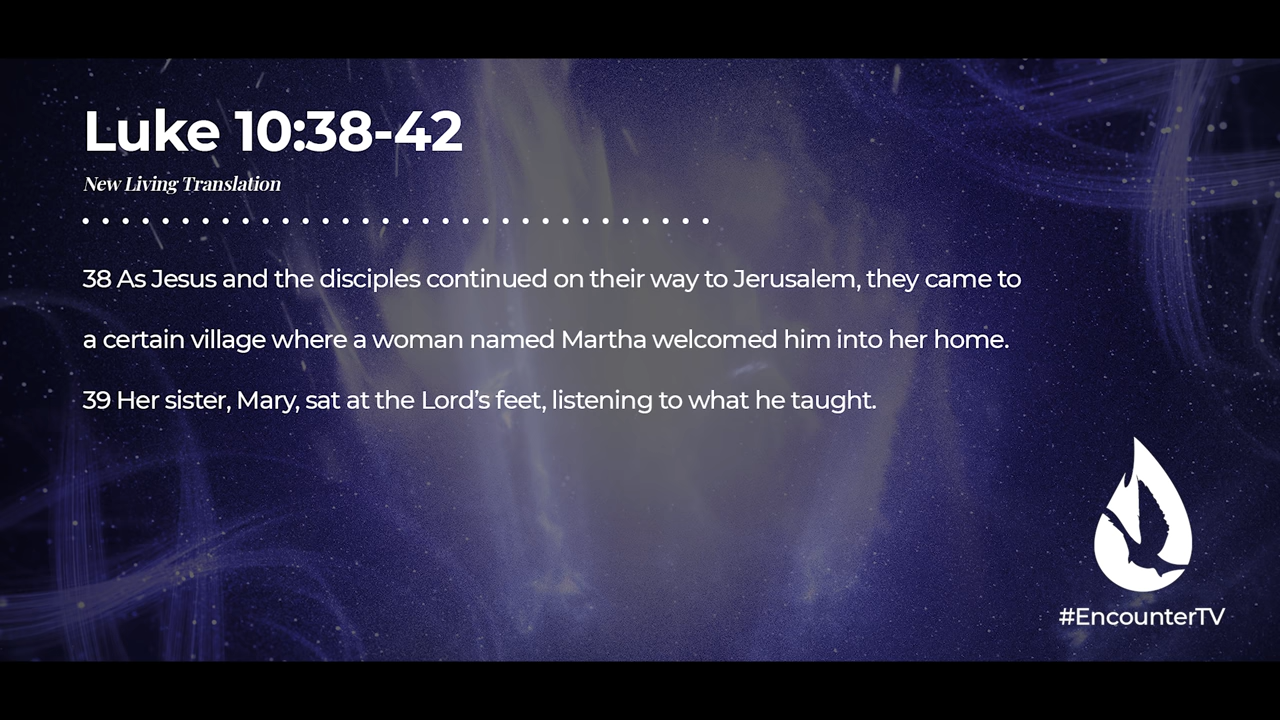 Luke 10:38-42
New Living Translation
38 As Jesus and the disciples continued on their way to Jerusalem, they came to
a certain village where a woman named Martha welcomed him into her home.
39 Her sister, Mary, sat at the Lord’s feet, listening to what he taught.
#EncounterTV